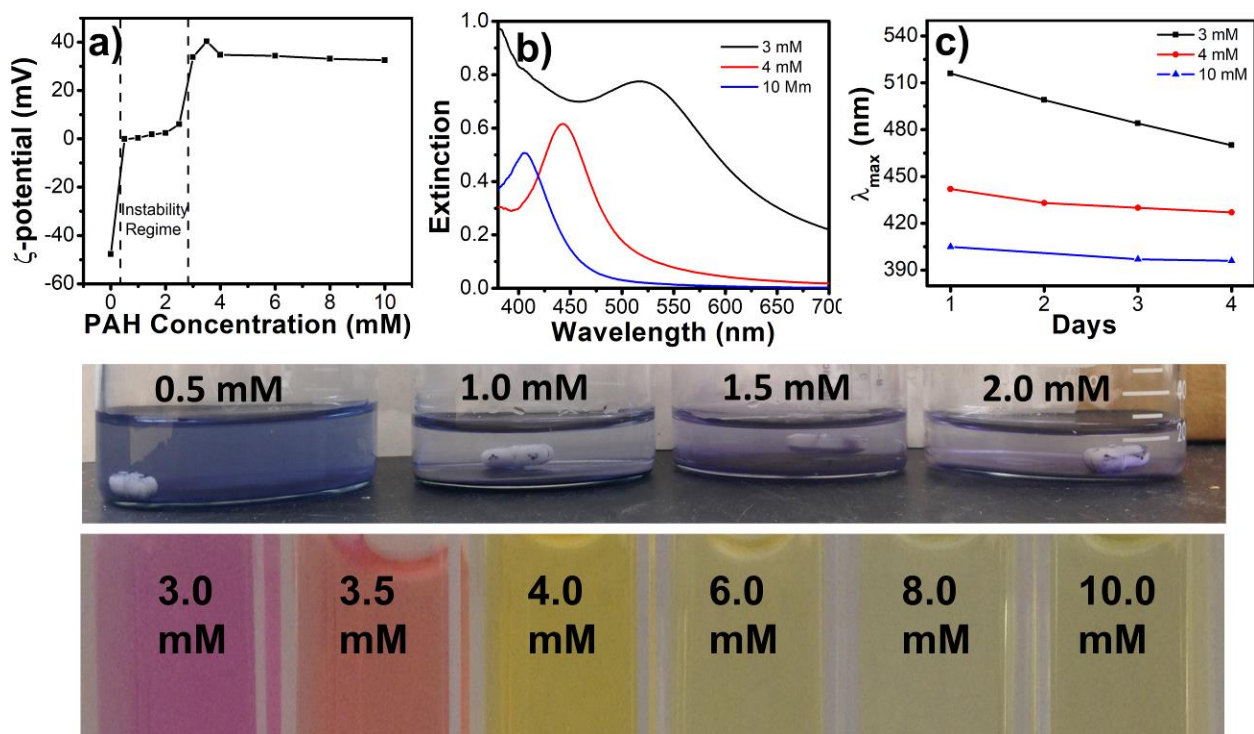 a)
40
20
0
-20
-40
-60
ζ-potential (mV)
Instability
Regime
0 2 4 6 8 10
PAH Concentration (mM)
b)
3 mM
4 mM
10 Mm
1.0
0.8
0.6
0.4
0.2
0.0
Extinction
400 450 500 550 600 650 700
Wavelength (nm)
c)
3 mM
4 mM
10 mM
540
510
480
450
420
390
λmax (nm)
1 2 3 4
Days
0.5 mM 1.0 mM 1.5 mM 2.0 mM
40
20
3.0 3.5 4.0 6.0 8.0 10.0
mM mM mM mM mM mM